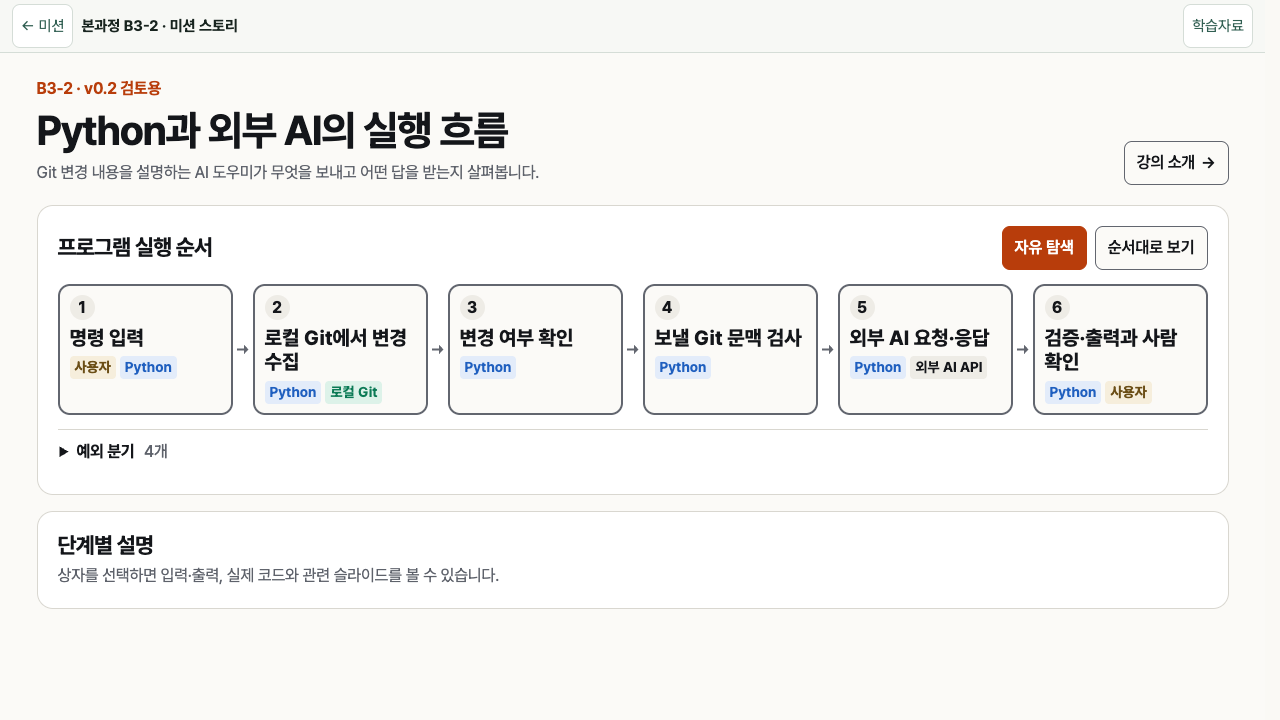 ← 미션 본과정 B3-2 · 미션 스토리 학습자료
B3-2 · v0.2 검토용
Python과 외부 AI의 실행 흐름
Git 변경 내용을 설명하는 AI 도우미가 무엇을 보내고 어떤 답을 받는지 살펴봅니다.
강의 소개 →
프로그램 실행 순서
자유 탐색 순서대로 보기
1
명령 입력
사용자 Python
→
2
로컬 Git에서 변경
수집
Python 로컬 Git
→
3
변경 여부 확인
Python
→
4
보낼 Git 문맥 검사
Python
→
5
외부 AI 요청·응답
Python 외부 AI API
→
6
검증·출력과 사람
확인
Python 사용자
▶ 예외 분기 4개
단계별 설명
상자를 선택하면 입력·출력, 실제 코드와 관련 슬라이드를 볼 수 있습니다.